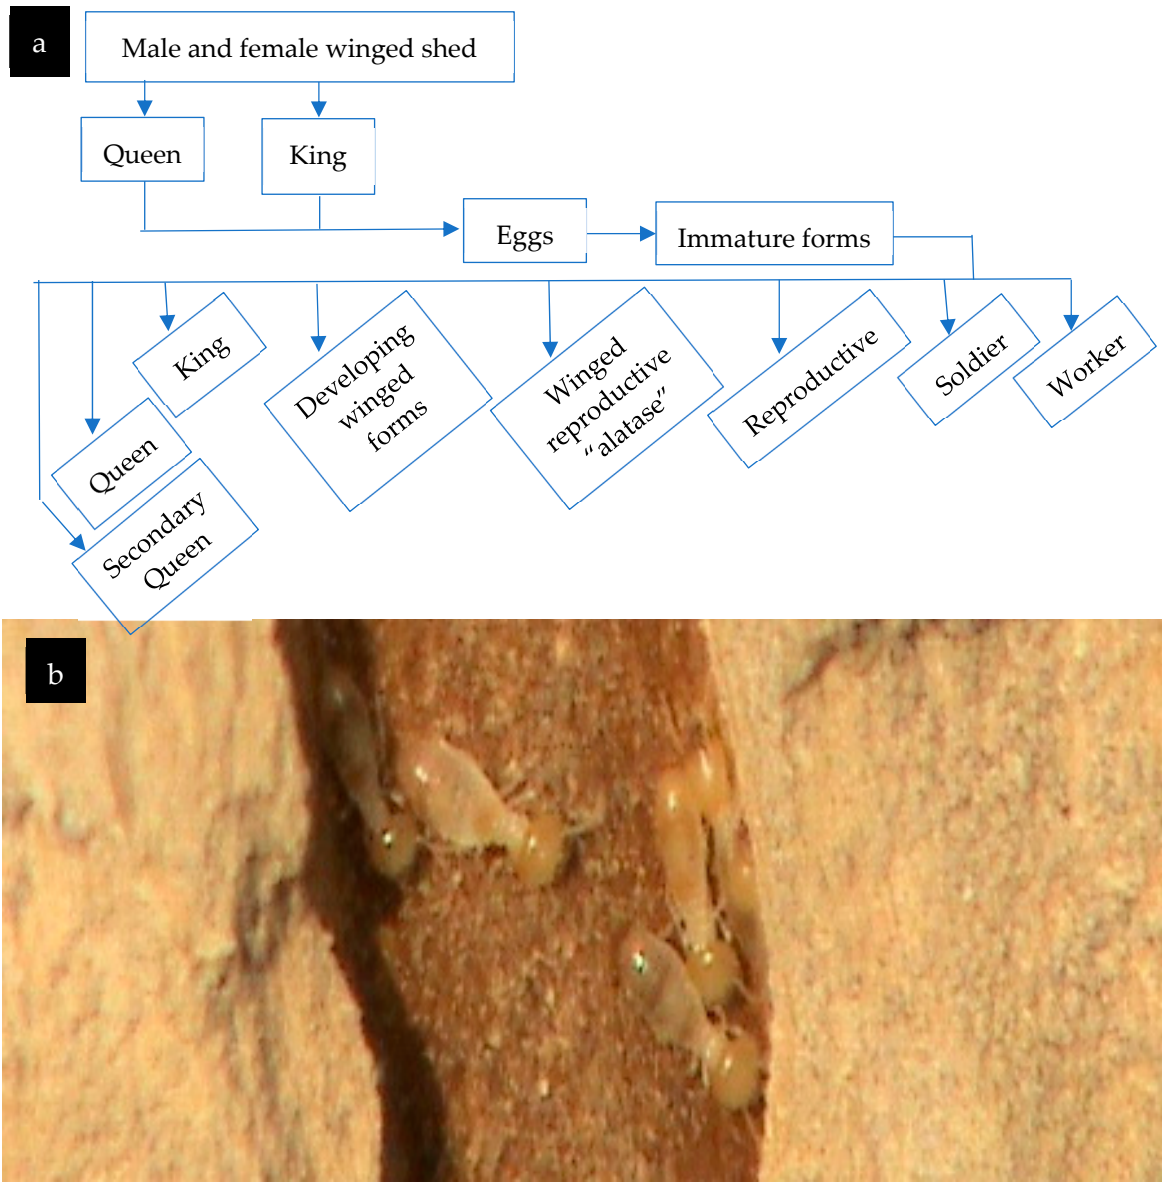 a
Male and female winged shed
Queen
King
Eggs
Immature forms
King
Queen
Secondary
Queen
Developing
winged
forms
Winged
reproductive
“alatase”
Reproductive
Soldier
Worker
b